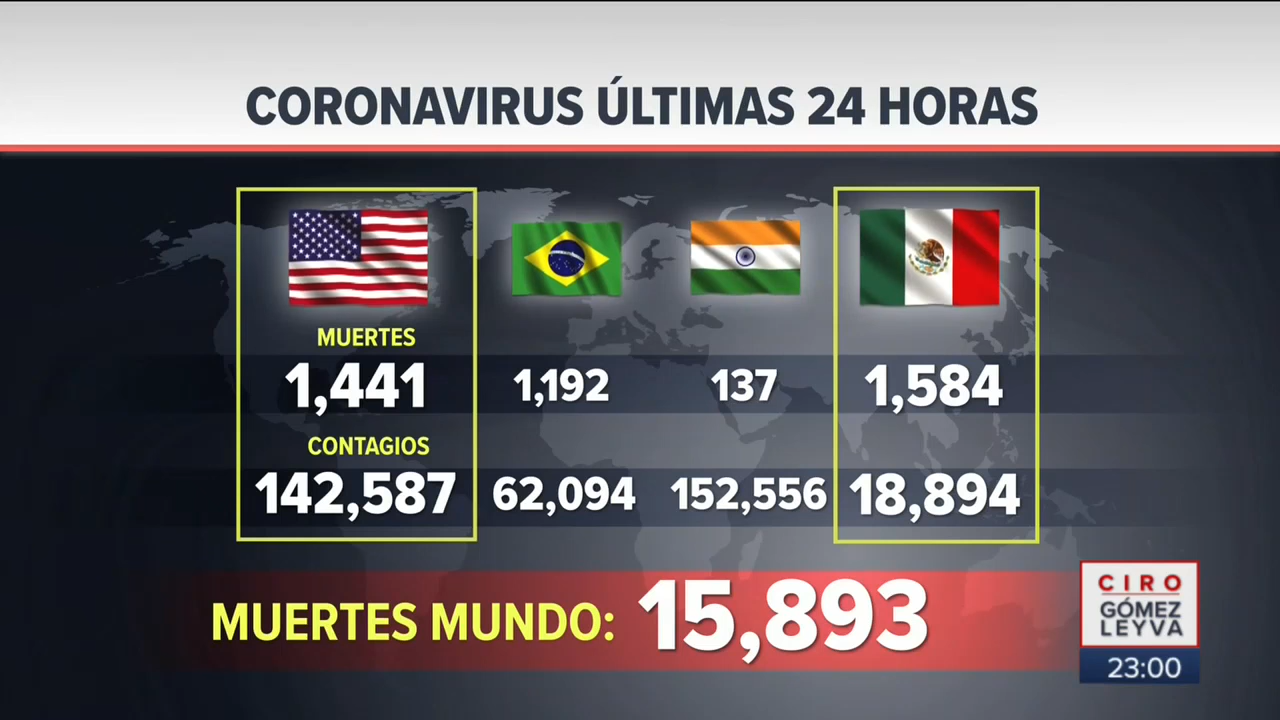 CORONAVIRUS ÚLTIMAS 24 HORAS
MUERTES
1,441 1,192 137 1,584
CONTAGIOS
142,587 62,094 152,556 18,894
MUERTES MUNDO: 15,893
CIRO
GÓMEZ
LEYVA
23:00